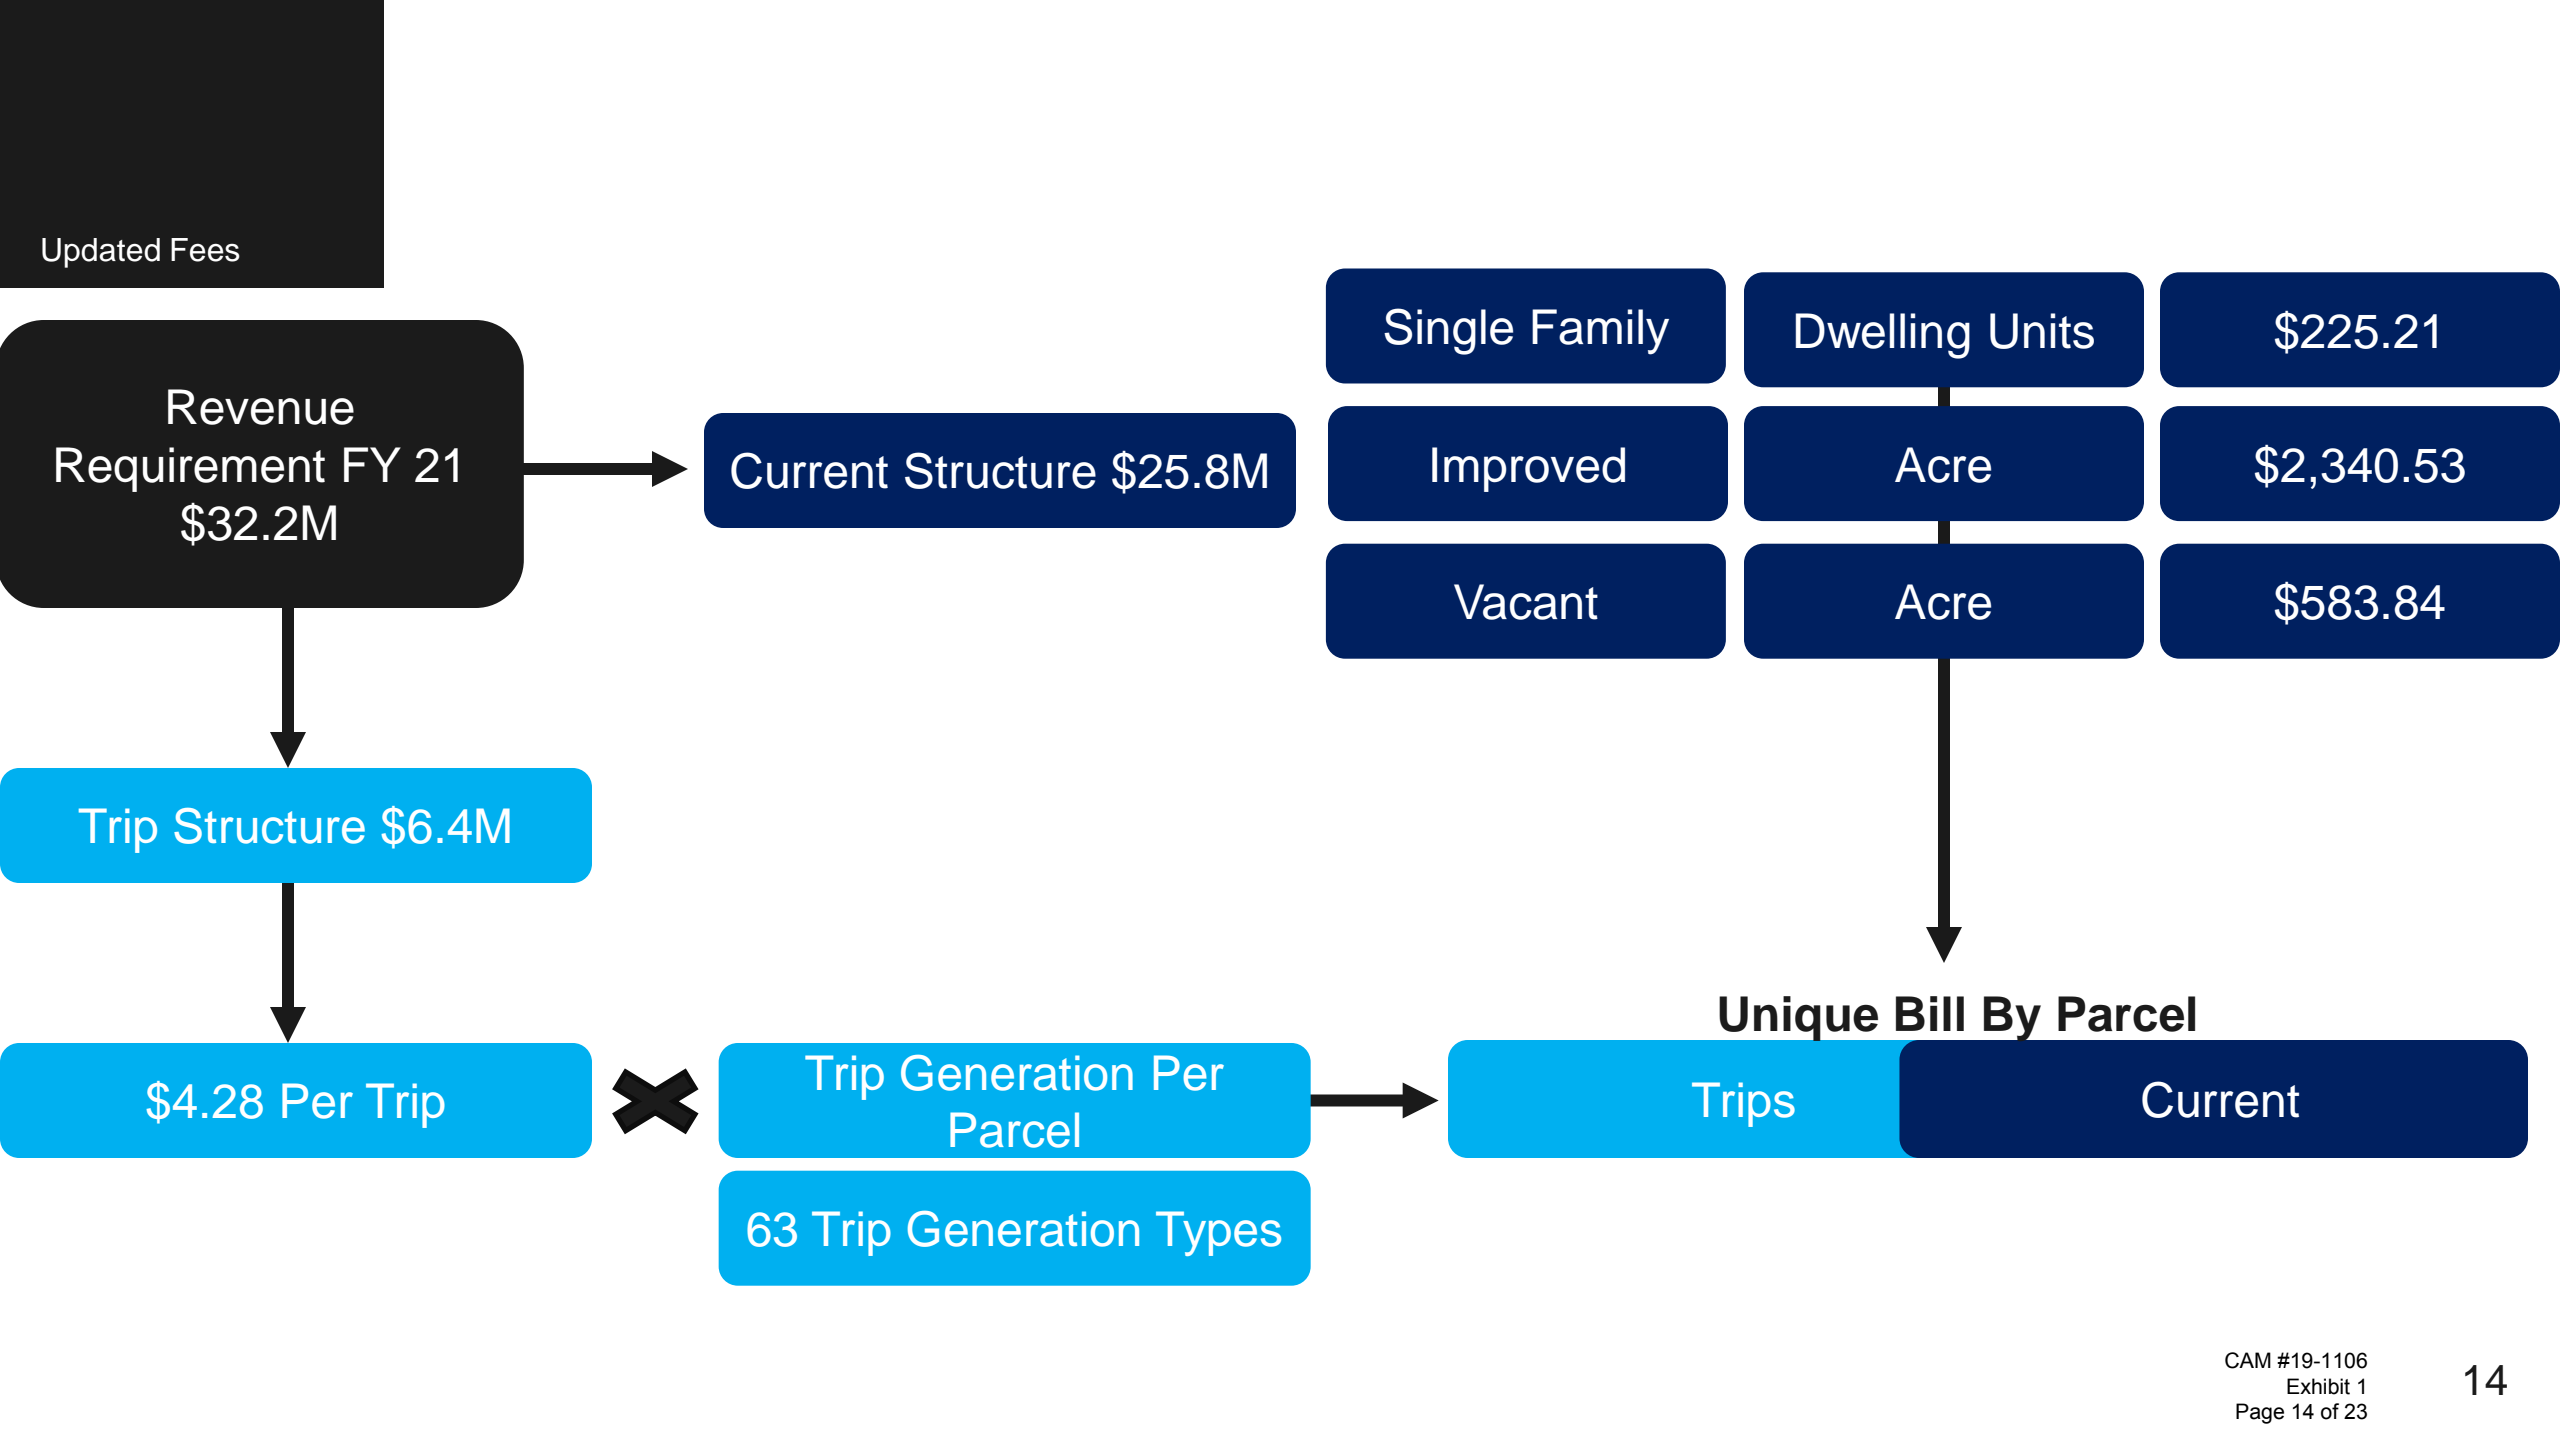 Updated Fees
Revenue
Requirement FY 21
$32.2M
Current Structure $25.8M
Single Family
Dwelling Units
$225.21
Improved
Acre
$2,340.53
Vacant
Acre
$583.84
Trip Structure $6.4M
$4.28 Per Trip
Trip Generation Per
Parcel
63 Trip Generation Types
Unique Bill By Parcel
Trips
Current
CAM #19-1106
Exhibit 1
Page 14 of 23
14